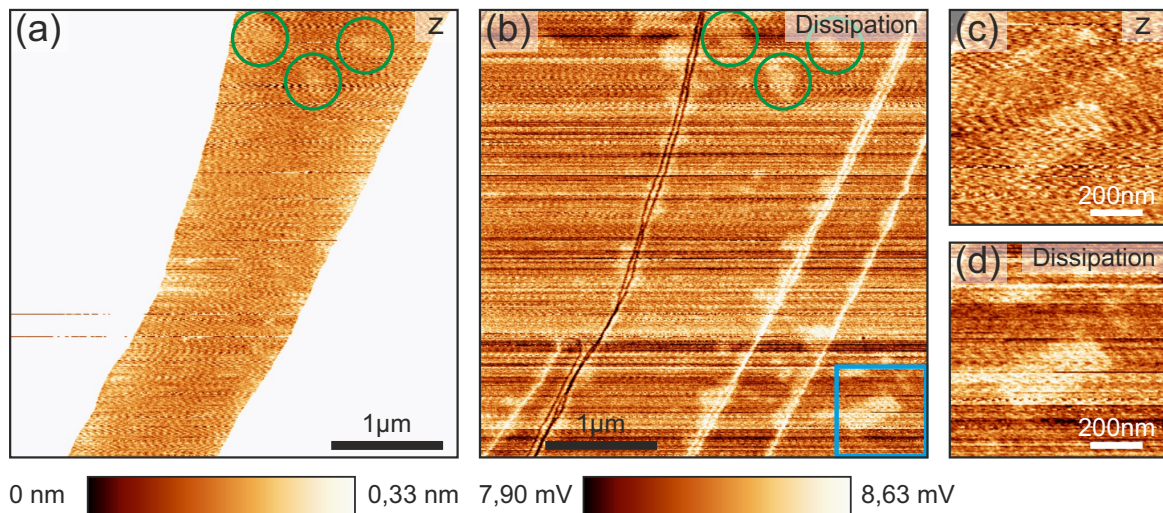 (a) z
1µm
(b) Dissipation
1µm
(c) z
200nm
(d) Dissipation
200nm
0 nm 0,33 nm 7,90 mV 8,63 mV